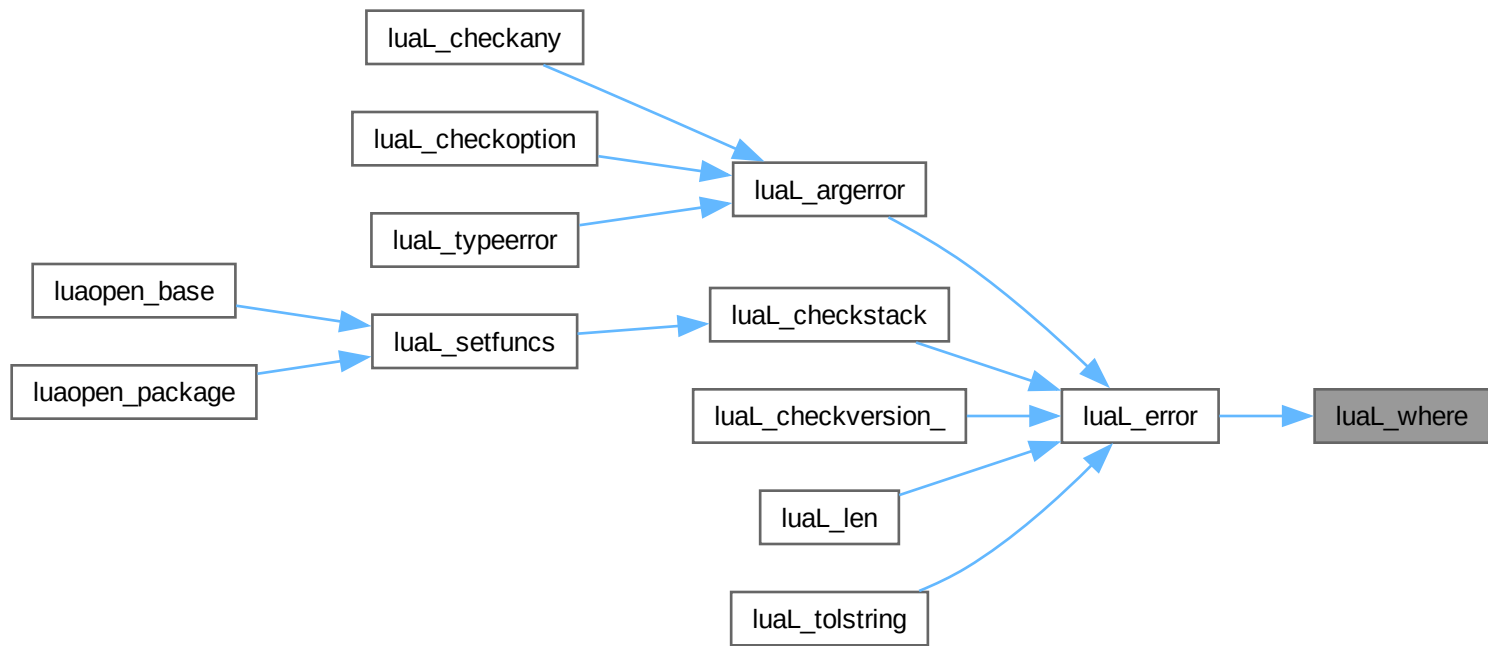 luaL_checkany
luaL_checkoption
luaL_argerror
luaL_typeerror
luaopen_base
luaL_checkstack
luaL_setfuncs
luaopen_package
luaL_checkversion_
luaL_error
luaL_where
luaL_len
luaL_tolstring